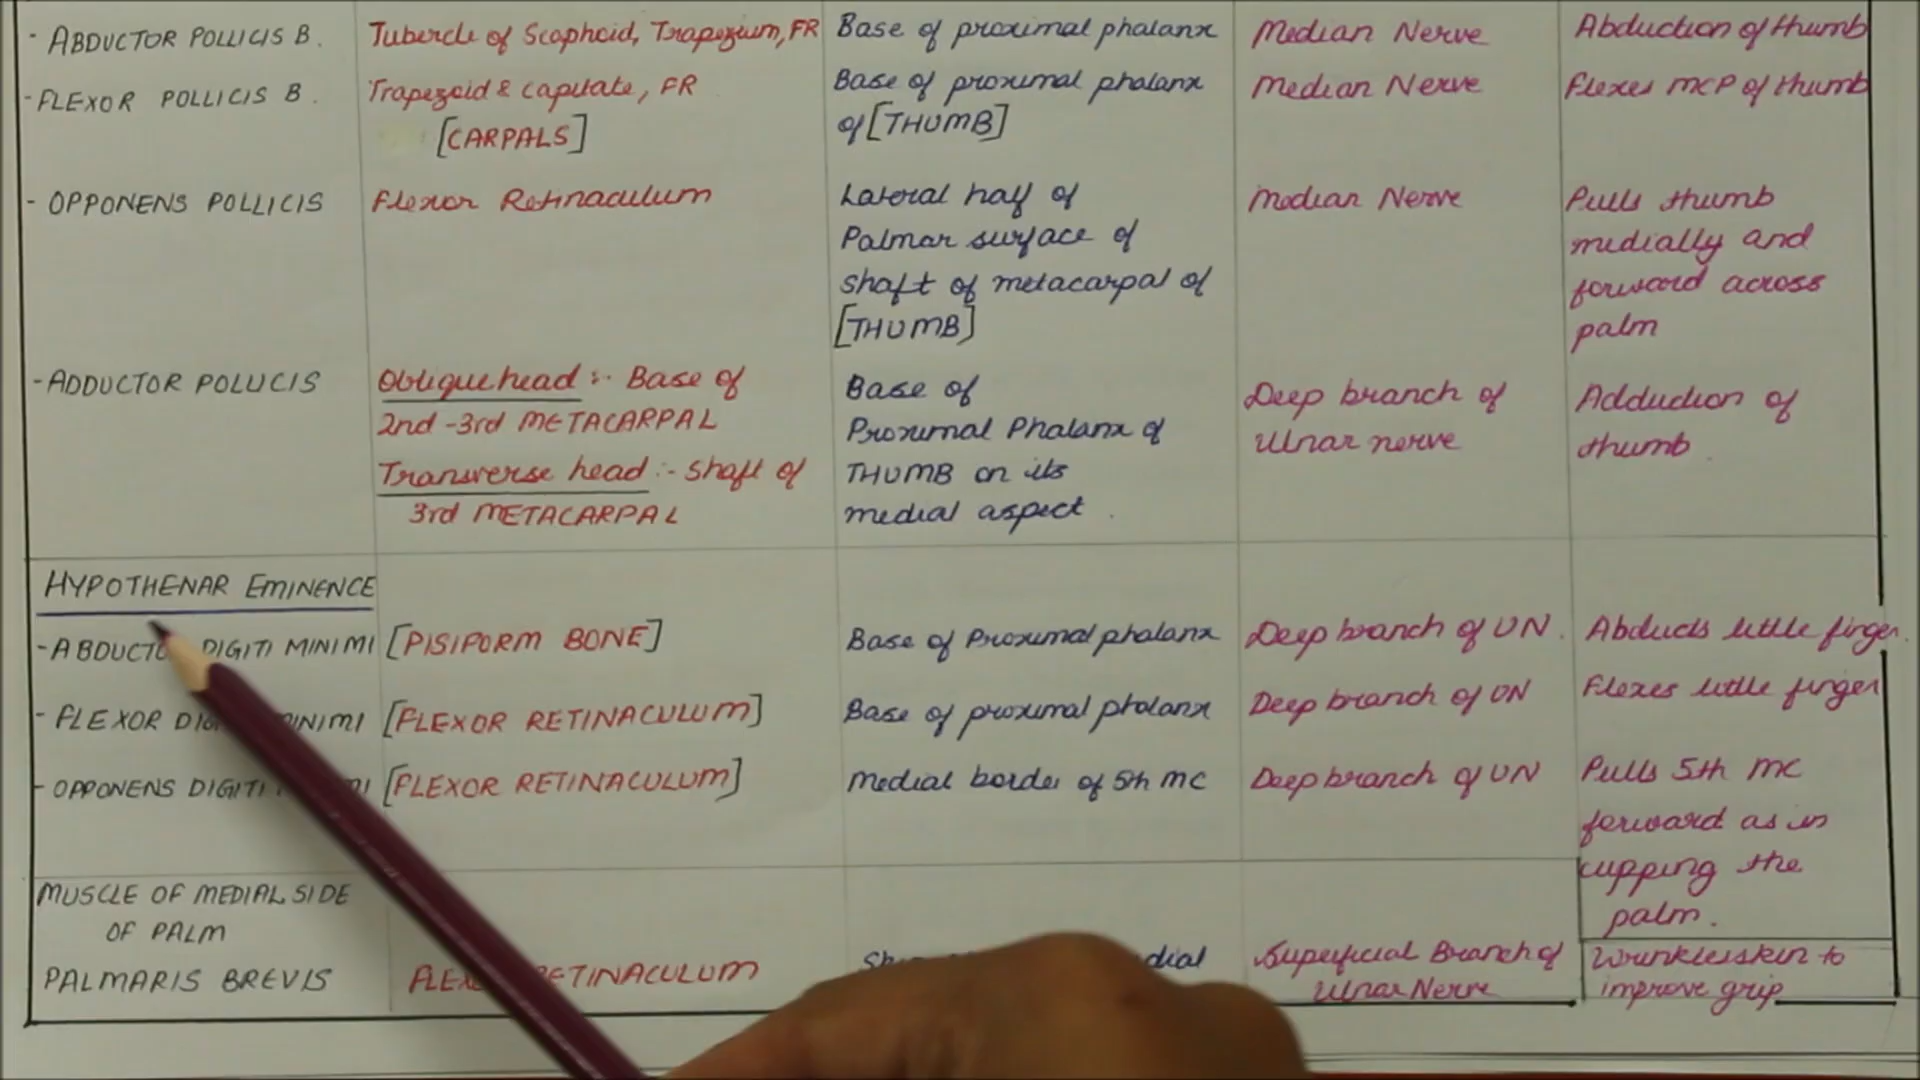 - ABDUCTOR POLLICIS B. Tubercle of Scaphoid, Trapezium, FR Base of proximal phalanx Median Nerve Abduction of thumb
- FLEXOR POLLICIS B. Trapezoid & capitate, FR Base of proximal phalanx Median Nerve Flexes MCP of thumb
[CARPALS] of [THUMB]
- OPPONENS POLLICIS Flexor Retinaculum Lateral half of Median Nerve Pulls thumb
Palmar surface of medially and
shaft of metacarpal of forward across
[THUMB] palm
- ADDUCTOR POLLICIS Oblique head :- Base of Base of Deep branch of Adduction of
2nd - 3rd METACARPAL Proximal Phalanx of Ulnar nerve thumb.
Transverse head :- shaft of THUMB on its
3rd METACARPAL medial aspect.
HYPOTHENAR EMINENCE
- ABDUCTO DIGITI MINIMI [PISIFORM BONE] Base of Proximal phalanx Deep branch of UN. Abducts little finger.
- FLEXOR MINIMI [FLEXOR RETINACULUM] Base of proximal phalanx Deep branch of UN Flexes little finger
- OPPONENS DIGITI [FLEXOR RETINACULUM] Medial border of 5th MC Deep branch of UN Pulls 5th MC
forward as in
cupping the
palm.
MUSCLE OF MEDIAL SIDE
OF PALM
PALMARIS BREVIS RETINACULUM Superficial Branch of Wrinkles skin to
Ulnar Nerve improve grip